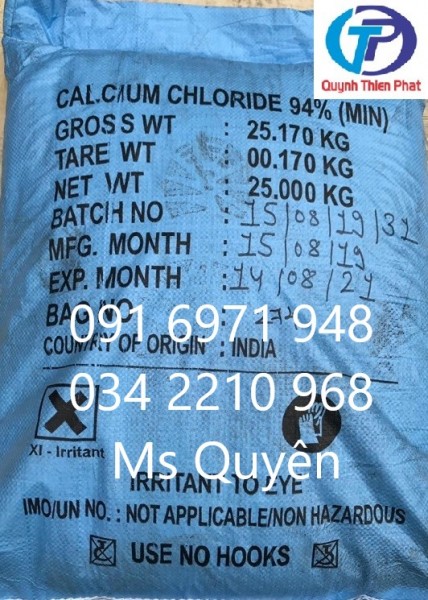 QUYNH THIEN PHAT
CALCIUM CHLORIDE 94% (MIN)
GROSS WT : 25.170 KG
TARE WT : 00.170 KG
NET WT : 25.000 KG
BATCH NO : 15/08/19/32
MFG. MONTH : 15/08/19
EXP. MONTH : 14/08/21
BAG NO. :
091 6971 948
COUNTRY OF ORIGIN : INDIA
034 2210 968
XI - Irritant
Ms Quyên
IRRITANT TO EYE
IMO/UN NO. : NOT APPLICABLE/NON HAZARDOUS
USE NO HOOKS